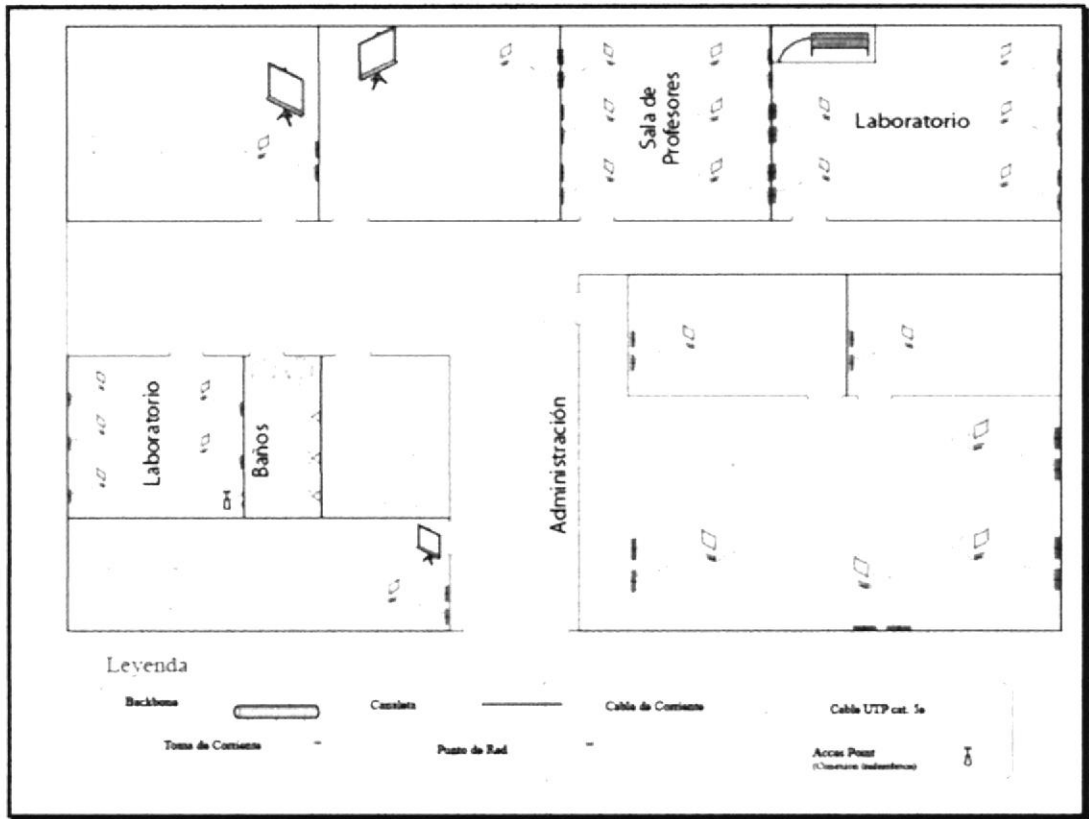 Sala de
Profesores
Laboratorio
Laboratorio
Baños
Administración
Leyenda
Backbone
Canaleta
Cable de Corriente
Cable UTP cat. 5e
Toma de Corriente
Punto de Red
Acces Point